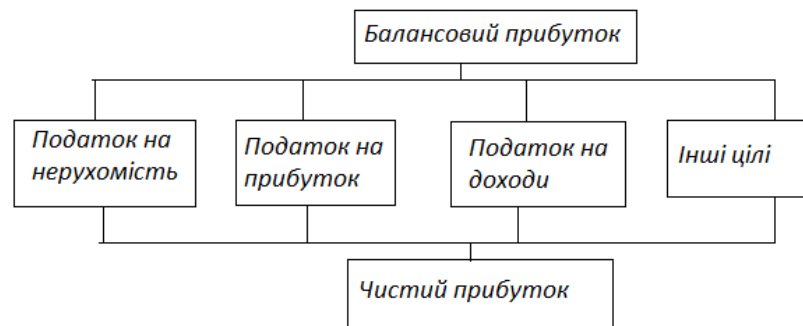 Балансовий прибуток
Податок на
нерухомість
Податок на
прибуток
Податок на
доходи
Інші цілі
Чистий прибуток